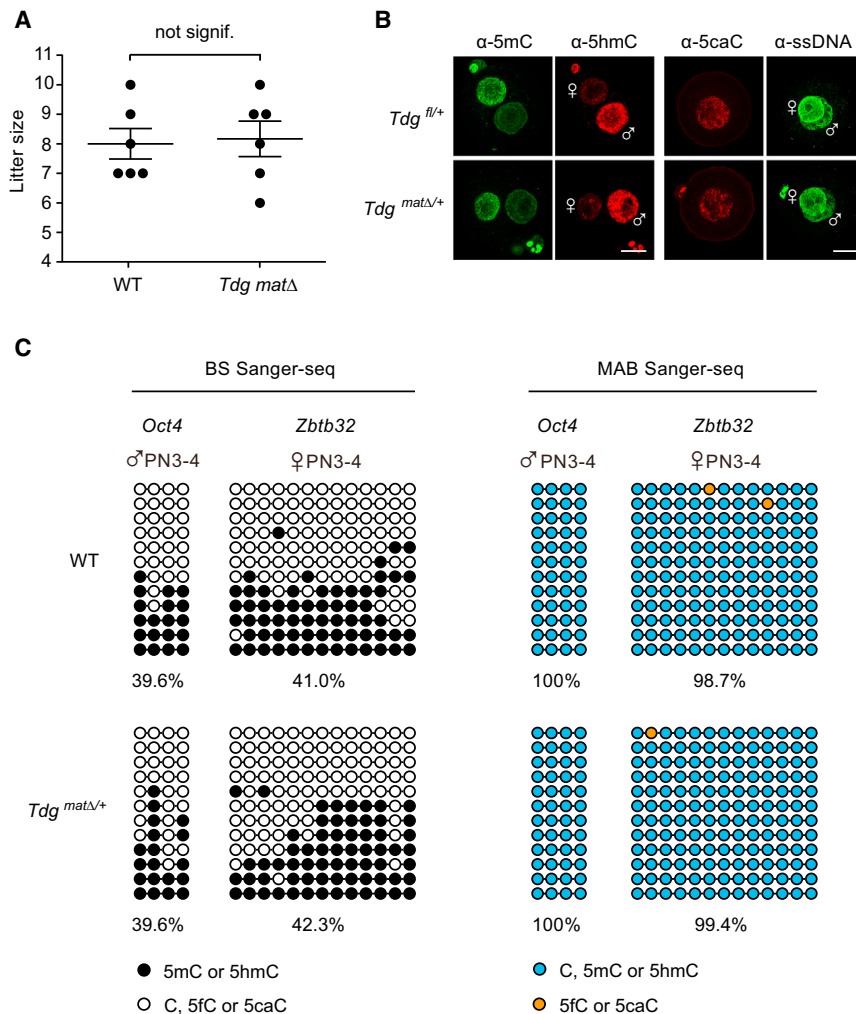 A
not signif.
Litter size
11
10
9
8
7
6
5
4
WT
Tdg matΔ
B
α-5mC
α-5hmC
α-5caC
α-ssDNA
Tdg fl/+
♀
♂
♀
♂
Tdg matΔ/+
♀
♂
♀
♂
C
BS Sanger-seq
MAB Sanger-seq
Oct4
Zbtb32
Oct4
Zbtb32
♂PN3-4
♀PN3-4
♂PN3-4
♀PN3-4
WT
39.6%
41.0%
100%
98.7%
Tdg matΔ/+
39.6%
42.3%
100%
99.4%
5mC or 5hmC
C, 5mC or 5hmC
C, 5fC or 5caC
5fC or 5caC